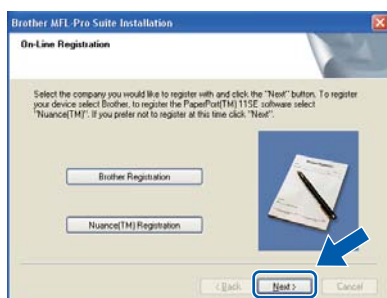 Brother MFL-Pro Suite Installation
On-Line Registration
Select the company you would like to register with and click the "Next" button. To register
your device select Brother, to register the PaperPort(TM) 11SE software select
"Nuance(TM)". If you prefer not to register at this time click "Next".
Brother Registration
Nuance(TM) Registration
< Back
Next >
Cancel